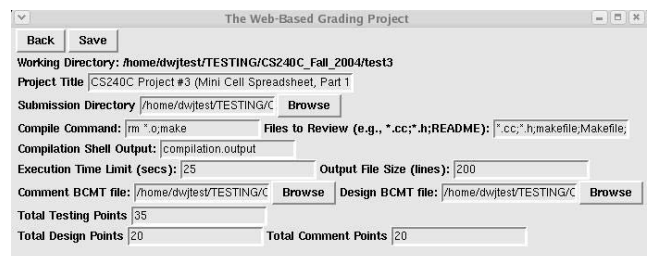 The Web-Based Grading Project
Back Save
Working Directory: /home/dwjtest/TESTING/CS240C_Fall_2004/test3
Project Title CS240C Project #3 (Mini Cell Spreadsheet, Part 1
Submission Directory /home/dwjtest/TESTING/C Browse
Compile Command: rm *.o;make Files to Review (e.g., *.cc;*.h;README): *.cc;*.h;makefile;Makefile;
Compilation Shell Output: compilation.output
Execution Time Limit (secs): 25 Output File Size (lines): 200
Comment BCMT file: /home/dwjtest/TESTING/C Browse Design BCMT file: /home/dwjtest/TESTING/C Browse
Total Testing Points 35
Total Design Points 20 Total Comment Points 20